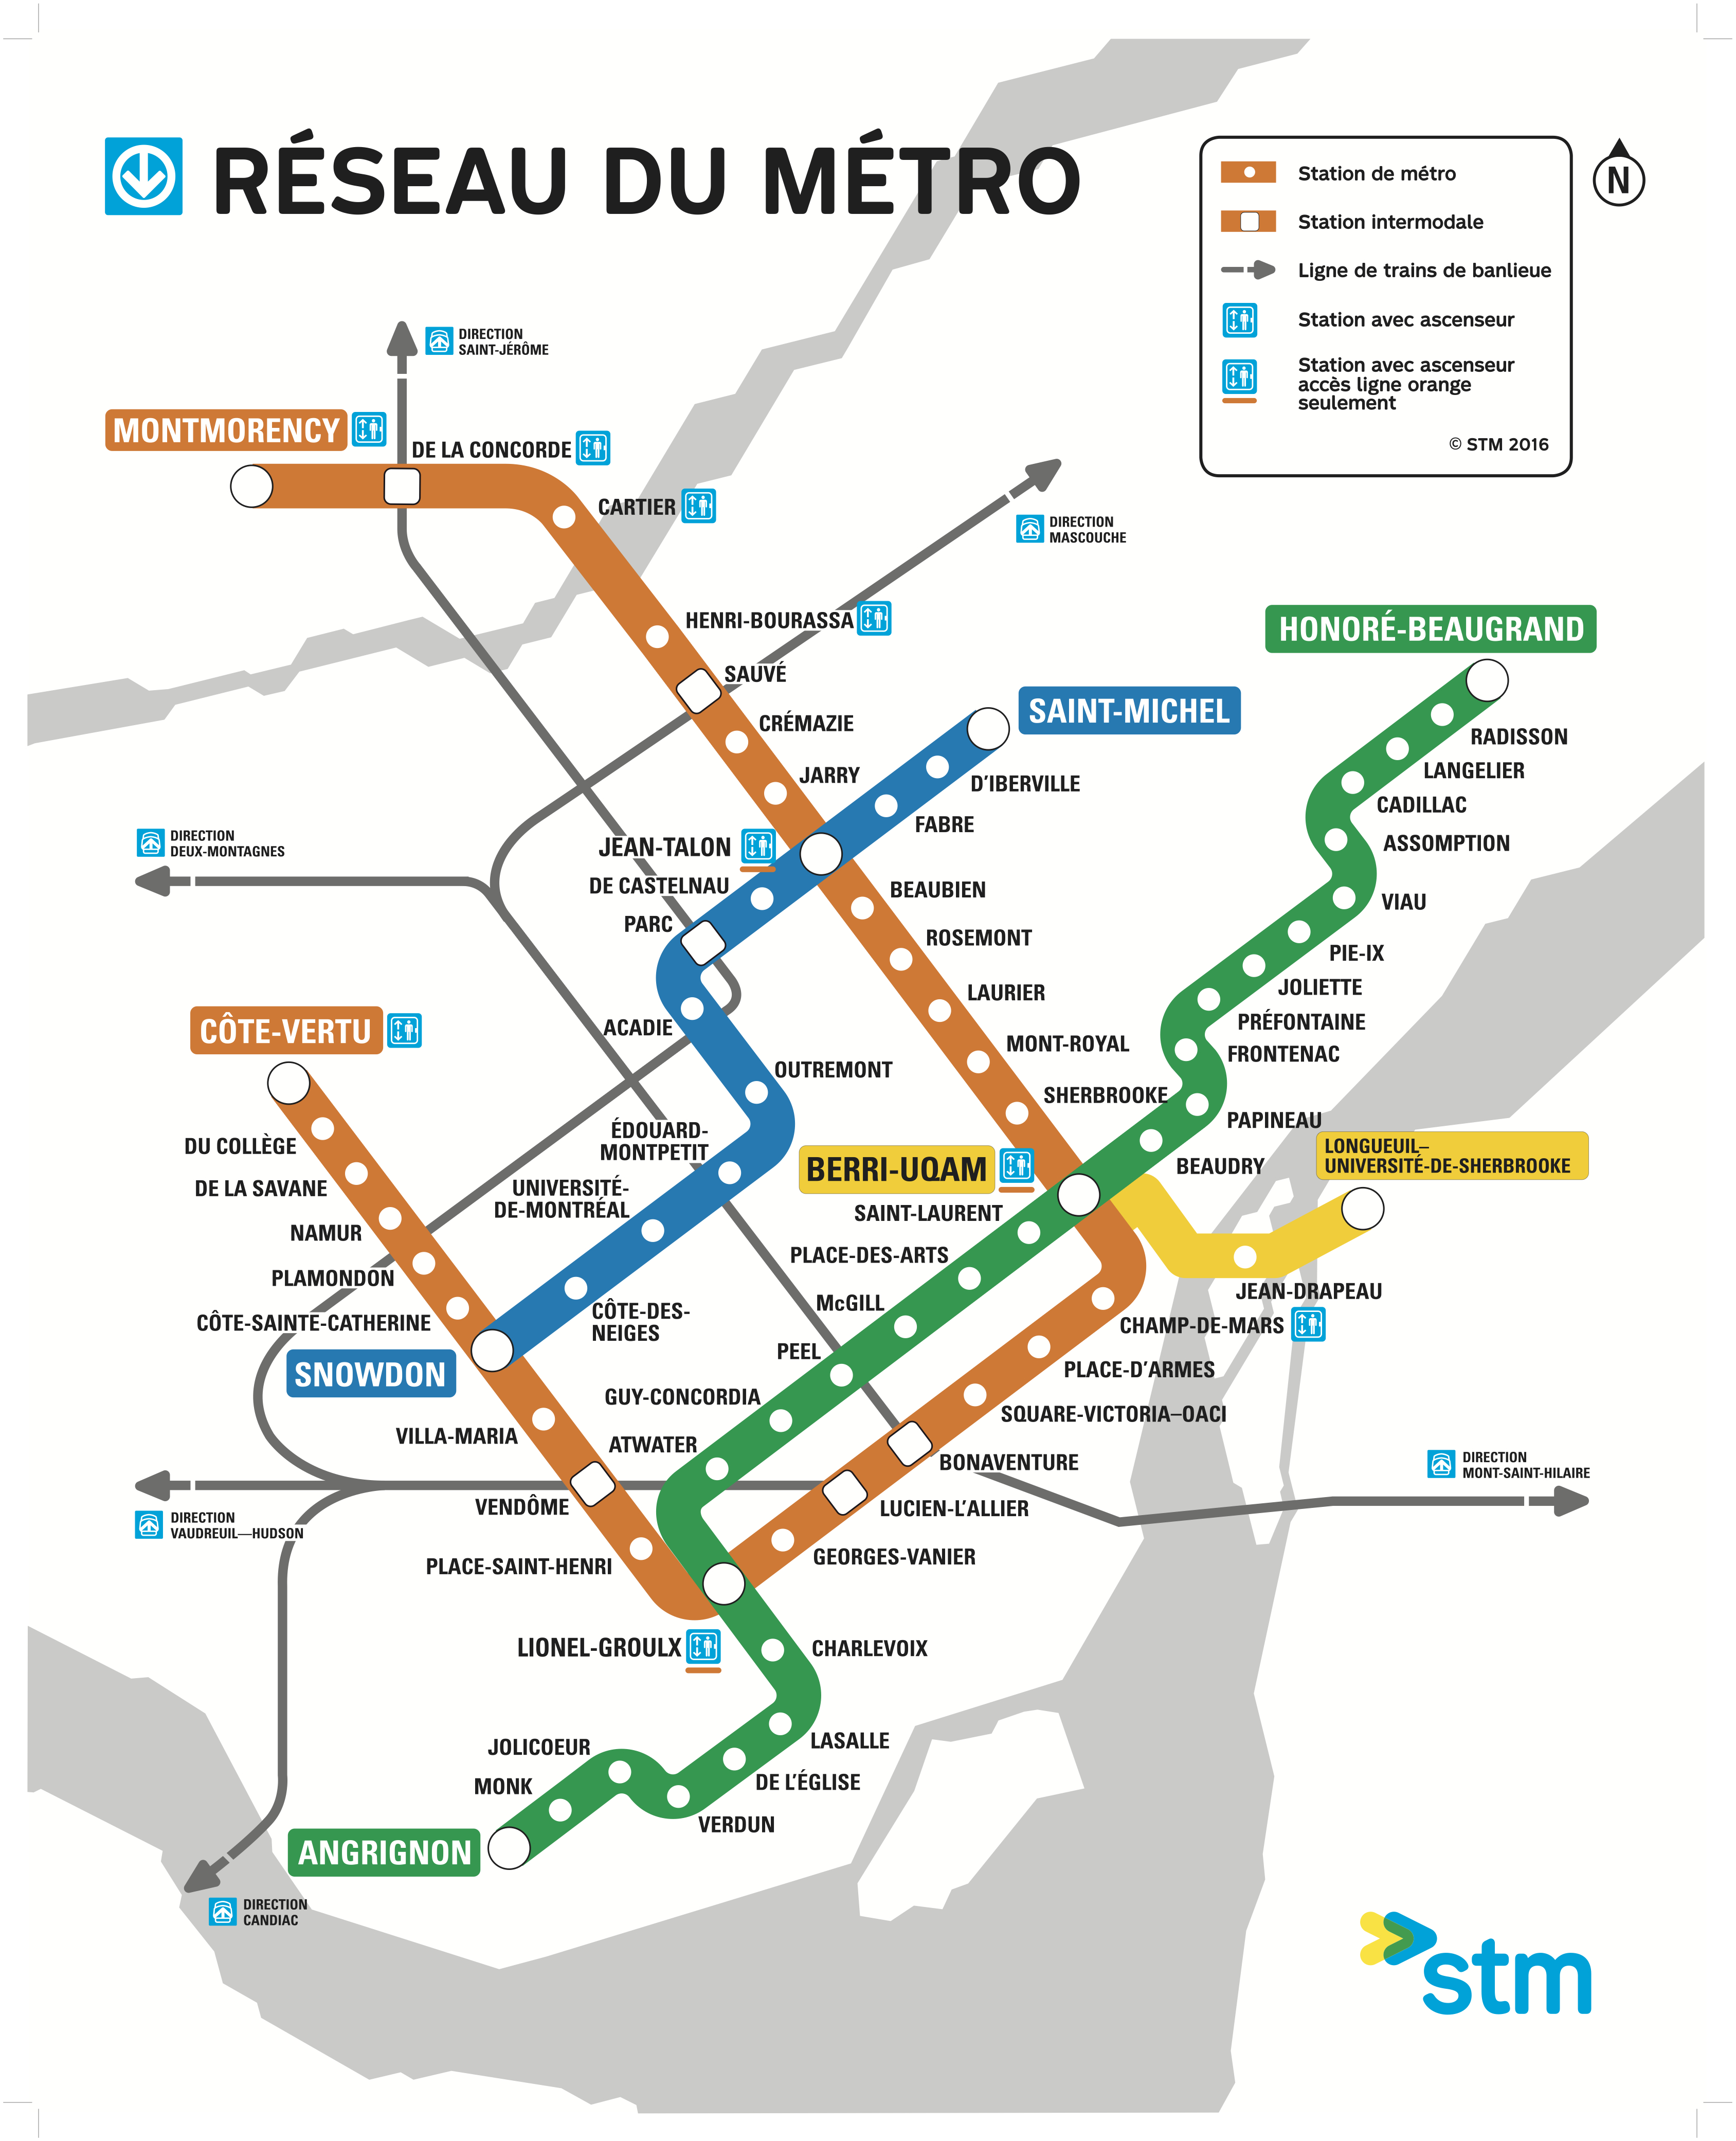 RÉSEAU DU MÉTRO
Station de métro
Station intermodale
Ligne de trains de banlieue
Station avec ascenseur
Station avec ascenseur
accès ligne orange
seulement
© STM 2016
N
DIRECTION
SAINT-JÉRÔME
MONTMORENCY
DE LA CONCORDE
CARTIER
DIRECTION
MASCOUCHE
HENRI-BOURASSA
HONORÉ-BEAUGRAND
SAUVÉ
SAINT-MICHEL
CRÉMAZIE
RADISSON
JARRY
LANGELIER
D'IBERVILLE
CADILLAC
FABRE
ASSOMPTION
DIRECTION
DEUX-MONTAGNES
JEAN-TALON
DE CASTELNAU
BEAUBIEN
VIAU
PARC
ROSEMONT
PIE-IX
JOLIETTE
LAURIER
PRÉFONTAINE
CÔTE-VERTU
ACADIE
MONT-ROYAL
FRONTENAC
OUTREMONT
SHERBROOKE
PAPINEAU
DU COLLÈGE
ÉDOUARD-
MONTPETIT
BERRI-UQAM
BEAUDRY
LONGUEUIL–
UNIVERSITÉ-DE-SHERBROOKE
DE LA SAVANE
UNIVERSITÉ-
DE-MONTRÉAL
SAINT-LAURENT
NAMUR
PLACE-DES-ARTS
PLAMONDON
JEAN-DRAPEAU
McGILL
CÔTE-SAINTE-CATHERINE
CÔTE-DES-
NEIGES
CHAMP-DE-MARS
PEEL
SNOWDON
PLACE-D'ARMES
GUY-CONCORDIA
SQUARE-VICTORIA–OACI
VILLA-MARIA
ATWATER
BONAVENTURE
DIRECTION
MONT-SAINT-HILAIRE
VENDÔME
LUCIEN-L'ALLIER
DIRECTION
VAUDREUIL—HUDSON
PLACE-SAINT-HENRI
GEORGES-VANIER
LIONEL-GROULX
CHARLEVOIX
JOLICOEUR
LASALLE
MONK
DE L'ÉGLISE
VERDUN
ANGRIGNON
DIRECTION
CANDIAC
stm